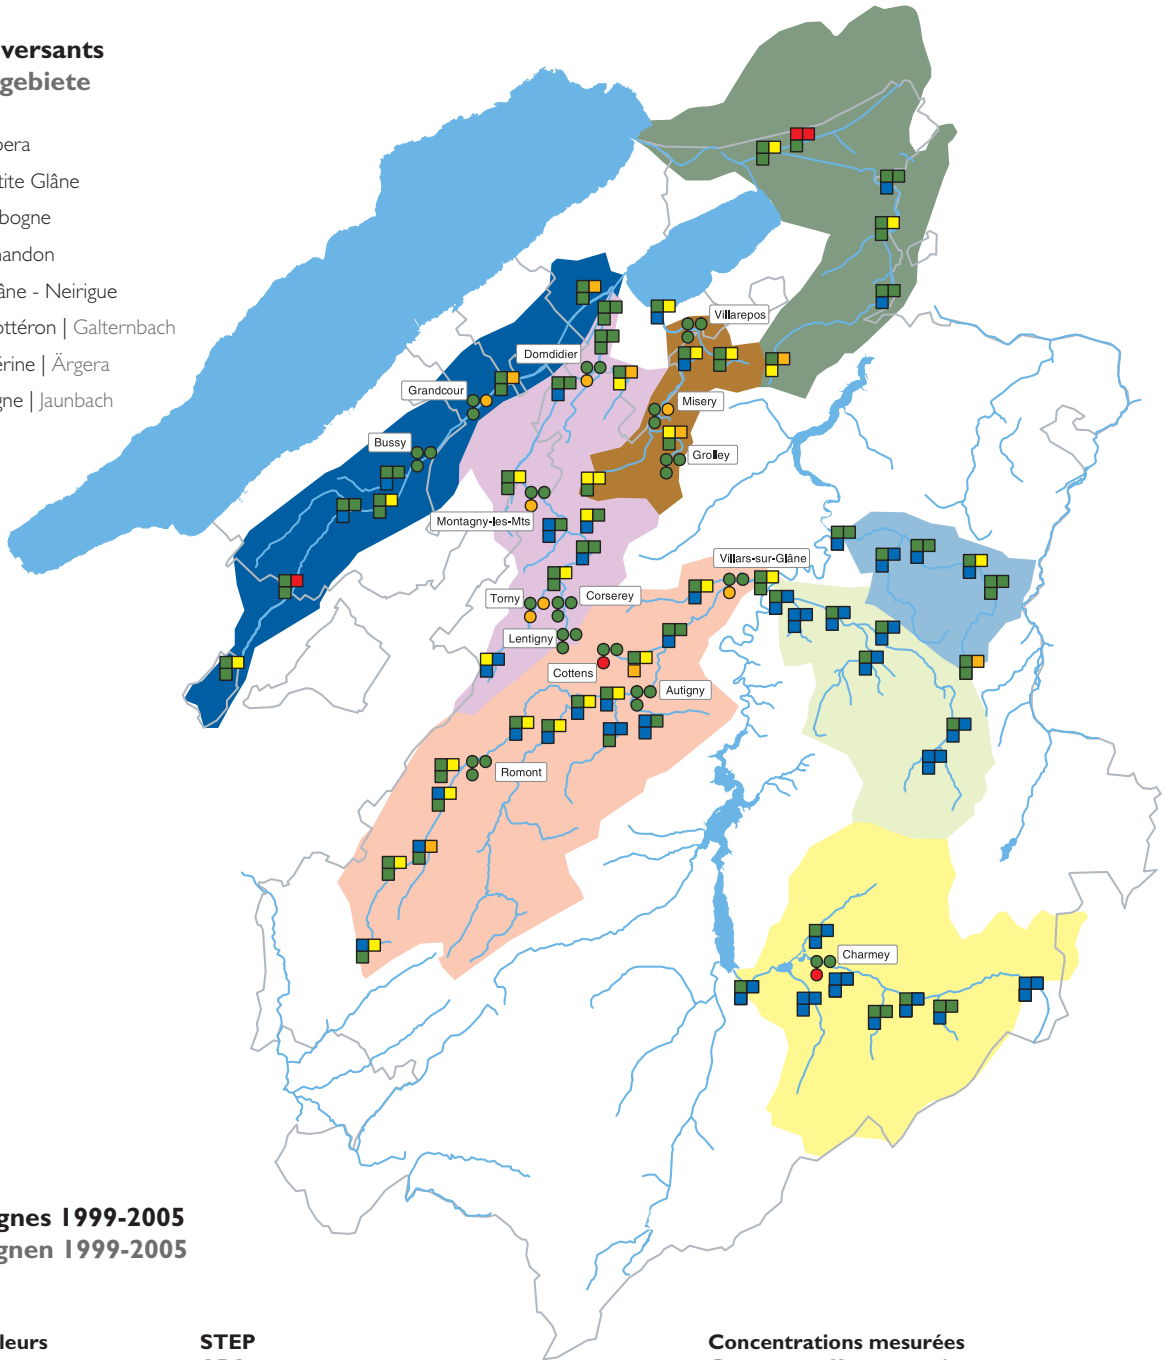 versants
gebiete
bera
tite Glâne
bogne
andon
âne - Neirigue
ottéron | Galternbach
érine | Ärgera
gne | Jaunbach
Villarepos
Domdidier
Grandcour
Misery
Bussy
Grolley
Montagny-les-Mts
Villars-sur-Glâne
Torny
Corserey
Lentigny
Cottens
Autigny
Romont
Charmey
gnes 1999-2005
gnen 1999-2005
leurs
STEP
Concentrations mesurées